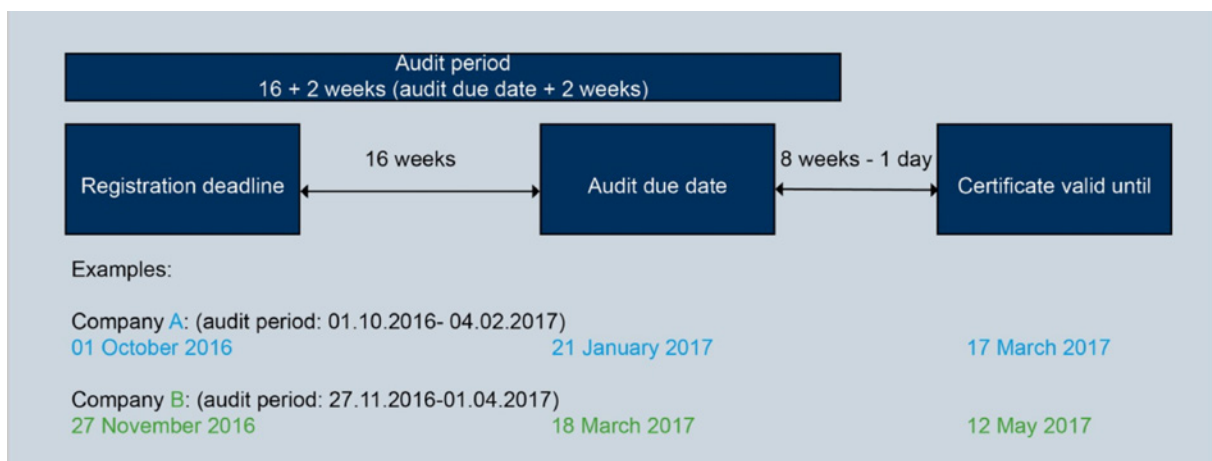 Audit period
16 + 2 weeks (audit due date + 2 weeks)
16 weeks
8 weeks - 1 day
Registration deadline
Audit due date
Certificate valid until
Examples:
Company A: (audit period: 01.10.2016- 04.02.2017)
01 October 2016
21 January 2017
17 March 2017
Company B: (audit period: 27.11.2016-01.04.2017)
27 November 2016
18 March 2017
12 May 2017